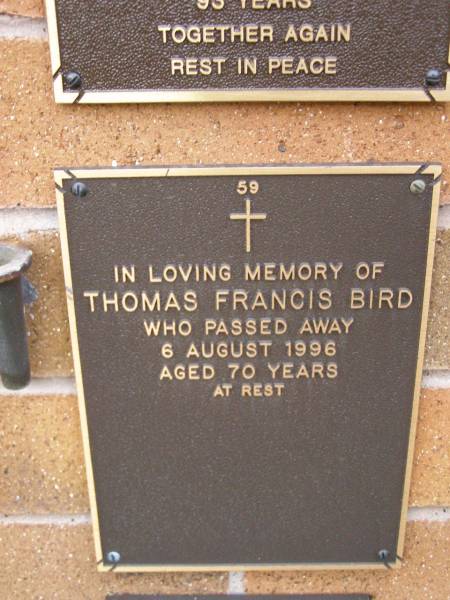 93 YEARS
TOGETHER AGAIN
REST IN PEACE
59
IN LOVING MEMORY OF
THOMAS FRANCIS BIRD
WHO PASSED AWAY
6 AUGUST 1996
AGED 70 YEARS
AT REST